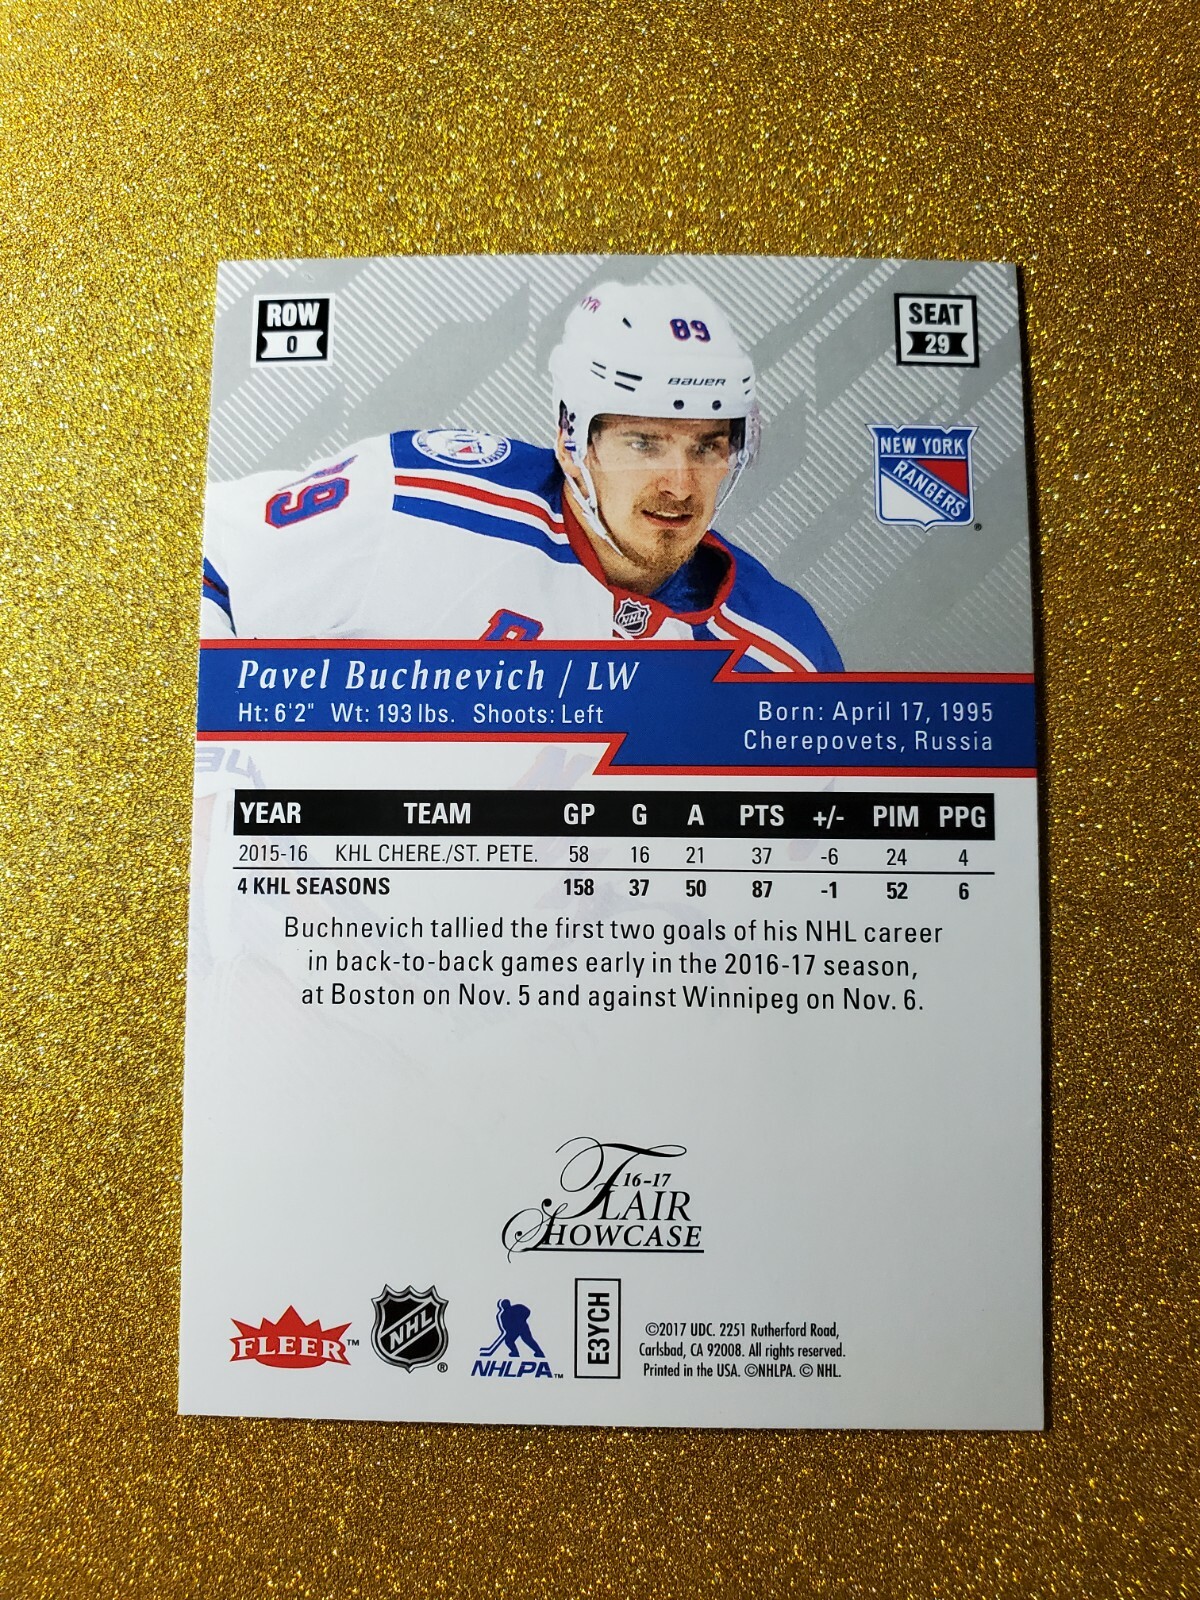 ROW
0
SEAT
29
NYR
89
BAUER
NEW YORK
RANGERS
Pavel Buchnevich / LW
Ht: 6'2" Wt: 193 lbs. Shoots: Left
Born: April 17, 1995
Cherepovets, Russia
YEAR TEAM GP G A PTS +/- PIM PPG
2015-16 KHL CHERE./ST. PETE. 58 16 21 37 -6 24 4
4 KHL SEASONS 158 37 50 87 -1 52 6
Buchnevich tallied the first two goals of his NHL career
in back-to-back games early in the 2016-17 season,
at Boston on Nov. 5 and against Winnipeg on Nov. 6.
16-17
FLAIR
SHOWCASE
FLEER™
NHL®
NHLPA™
E3YCH
©2017 UDC. 2251 Rutherford Road,
Carlsbad, CA 92008. All rights reserved.
Printed in the USA. ©NHLPA. © NHL.